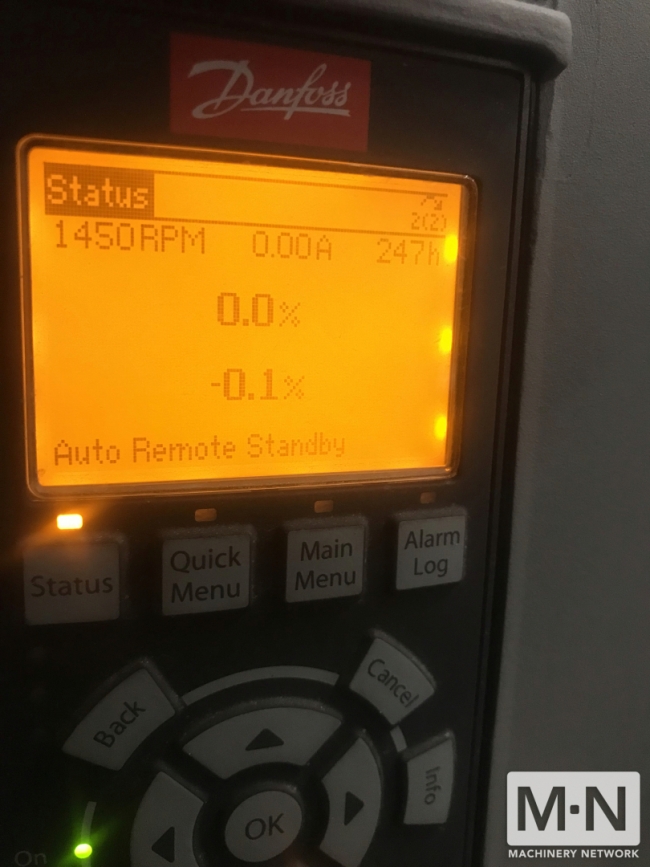 Danfoss
Status
2(2)
1450RPM 0.00A 247h
0.0%
-0.1%
Auto Remote Standby
Status Quick Menu Main Menu Alarm Log
Back Cancel
Info
OK
On
M·N
MACHINERY NETWORK